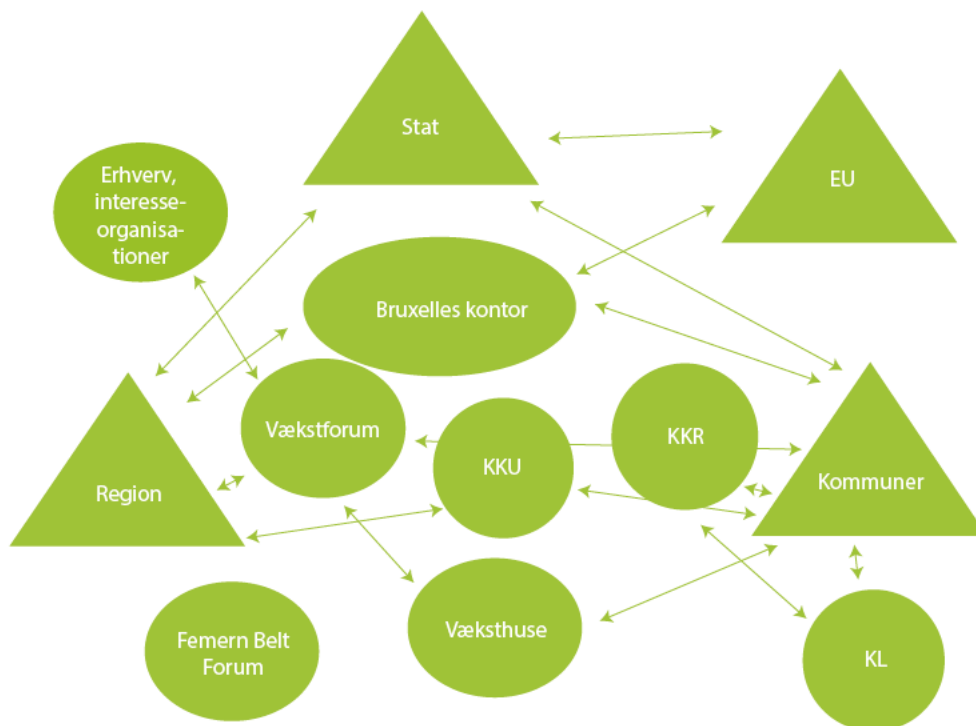 Stat
EU
Erhverv,
interesse-
organisa-
tioner
Bruxelles kontor
Vækstforum
KKR
KKU
Region
Kommuner
Femern Belt
Forum
Væksthuse
KL